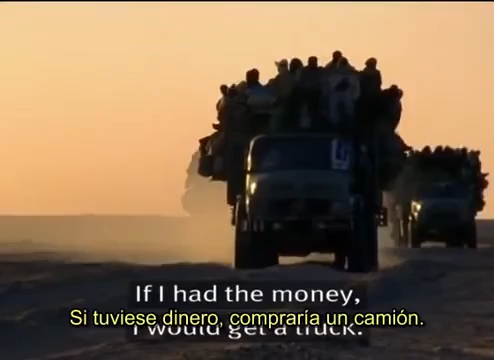 If I had the money,
Si tuviese dinero, compraría un camión.
I would get a truck.